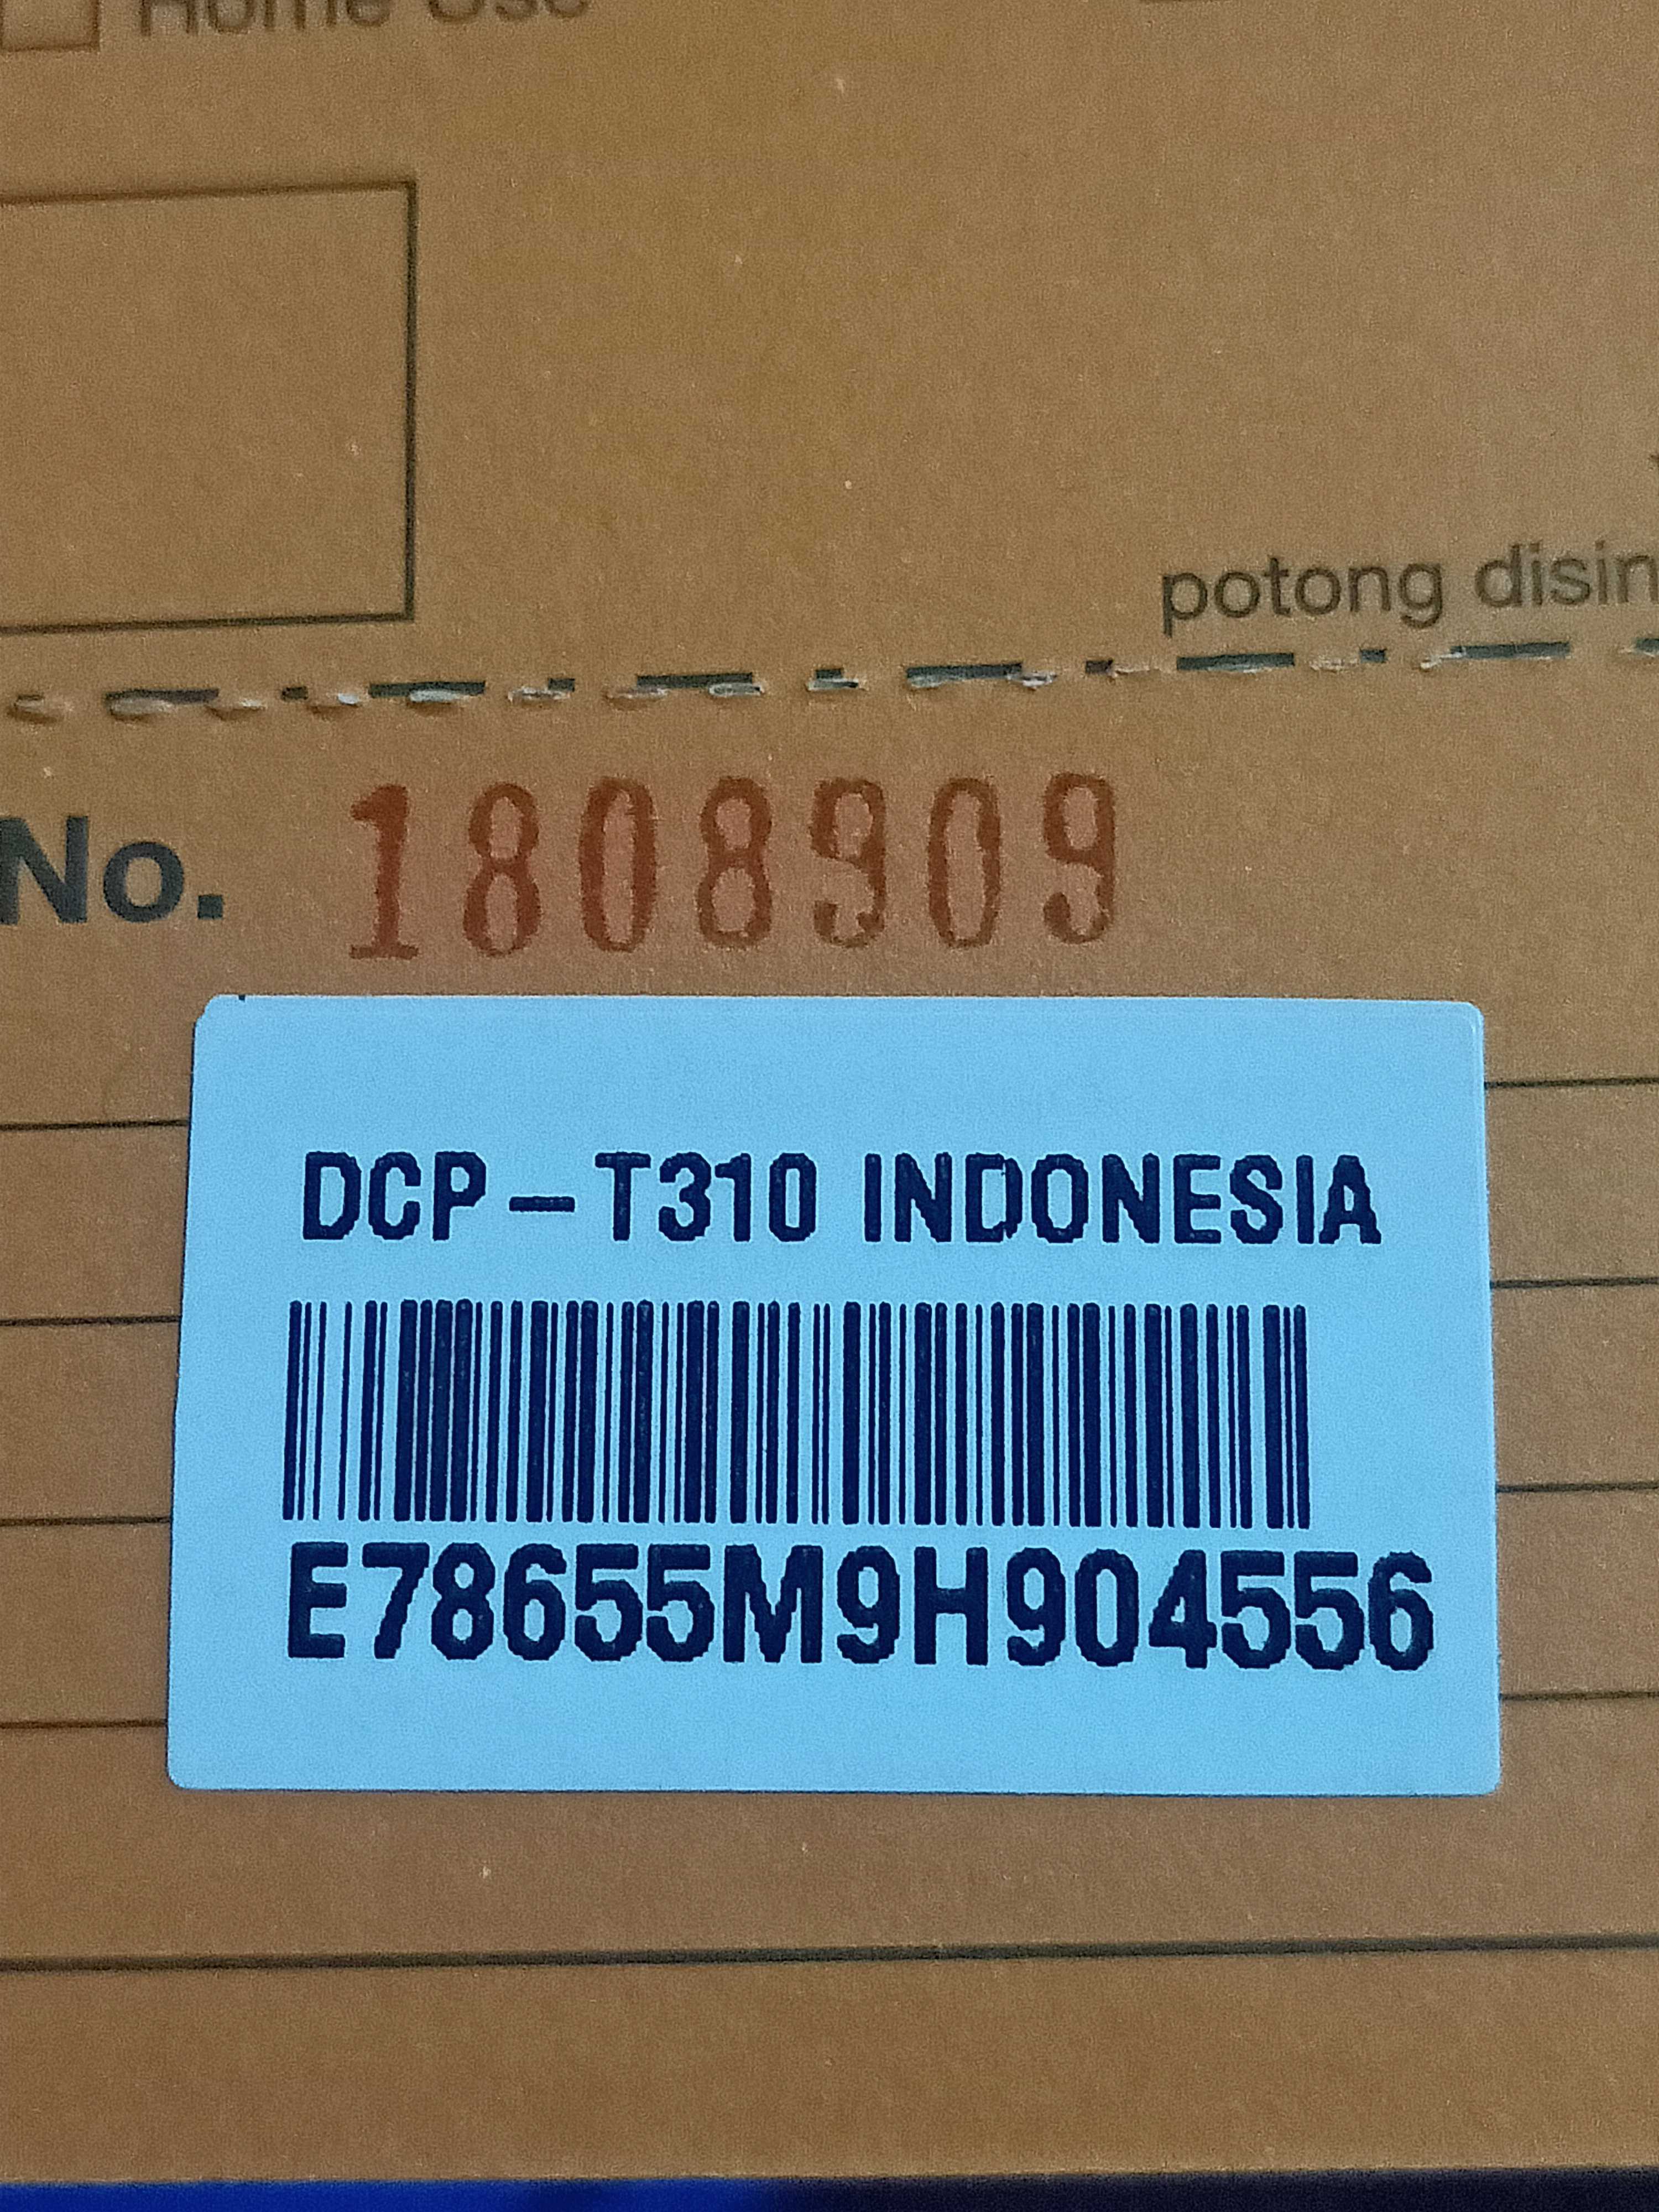 Home Use
potong disin
No. 1808909
DCP-T310 INDONESIA
E78655M9H904556